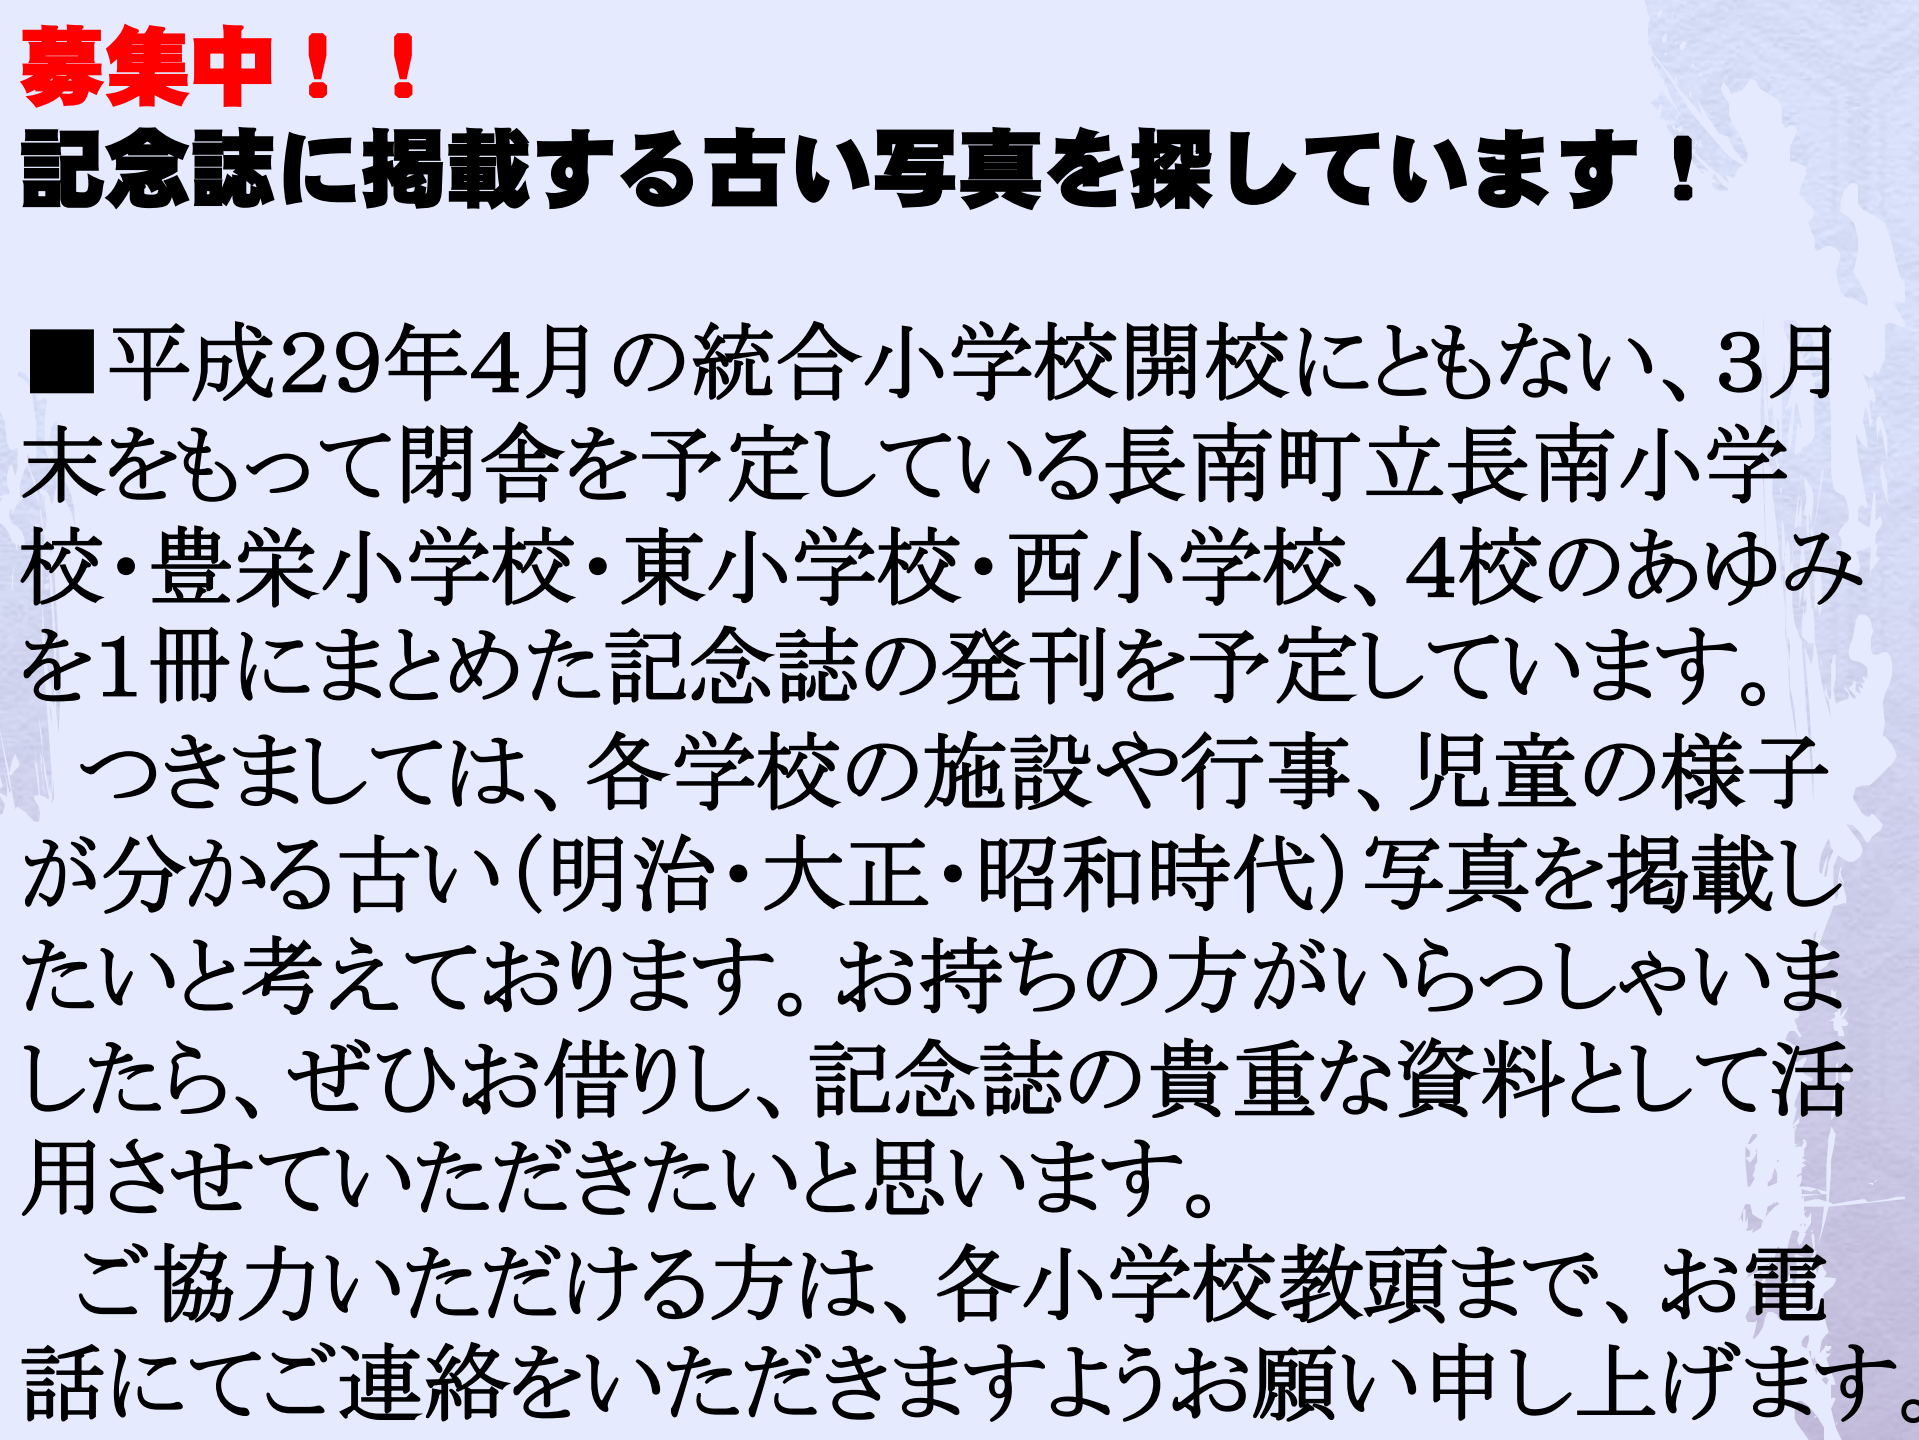 募集中！！
記念誌に掲載する古い写真を探しています！
■平成29年4月の統合小学校開校にともない、3月
末をもって閉舎を予定している長南町立長南小学
校・豊栄小学校・東小学校・西小学校、4校のあゆみ
を1冊にまとめた記念誌の発刊を予定しています。
　つきましては、各学校の施設や行事、児童の様子
が分かる古い（明治・大正・昭和時代）写真を掲載し
たいと考えております。お持ちの方がいらっしゃいま
したら、ぜひお借りし、記念誌の貴重な資料として活
用させていただきたいと思います。
　ご協力いただける方は、各小学校教頭まで、お電
話にてご連絡をいただきますようお願い申し上げます。